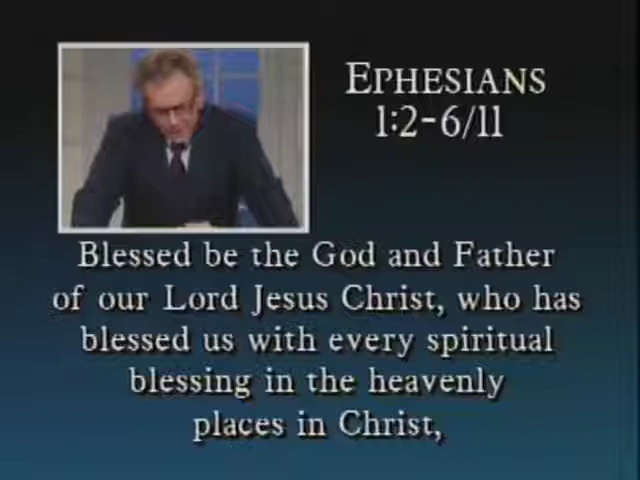 EPHESIANS
1:2-6/11
Blessed be the God and Father
of our Lord Jesus Christ, who has
blessed us with every spiritual
blessing in the heavenly
places in Christ,